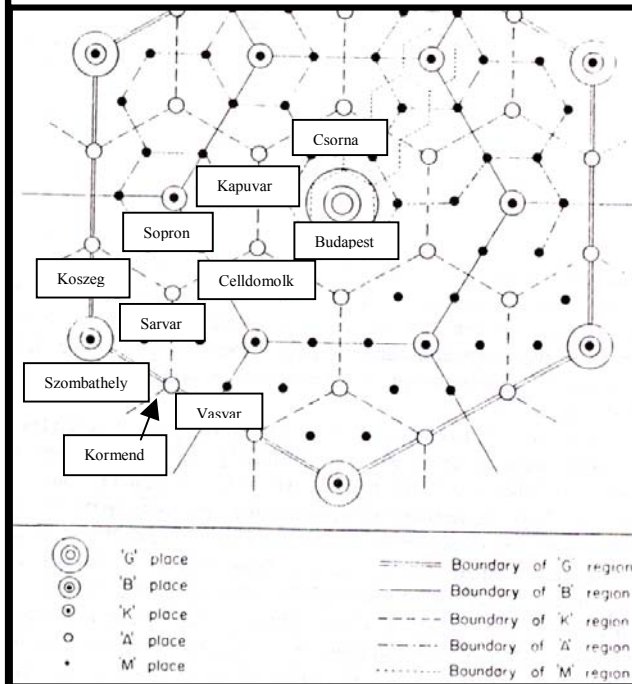 Csorna
Kapuvar
Sopron
Budapest
Koszeg
Celldomolk
Sarvar
Szombathely
Vasvar
Kormend
'G' place
'B' place
'K' place
'A' place
'M' place
Boundary of 'G' region
Boundary of 'B' region
Boundary of 'K' region
Boundary of 'A' region
Boundary of 'M' region